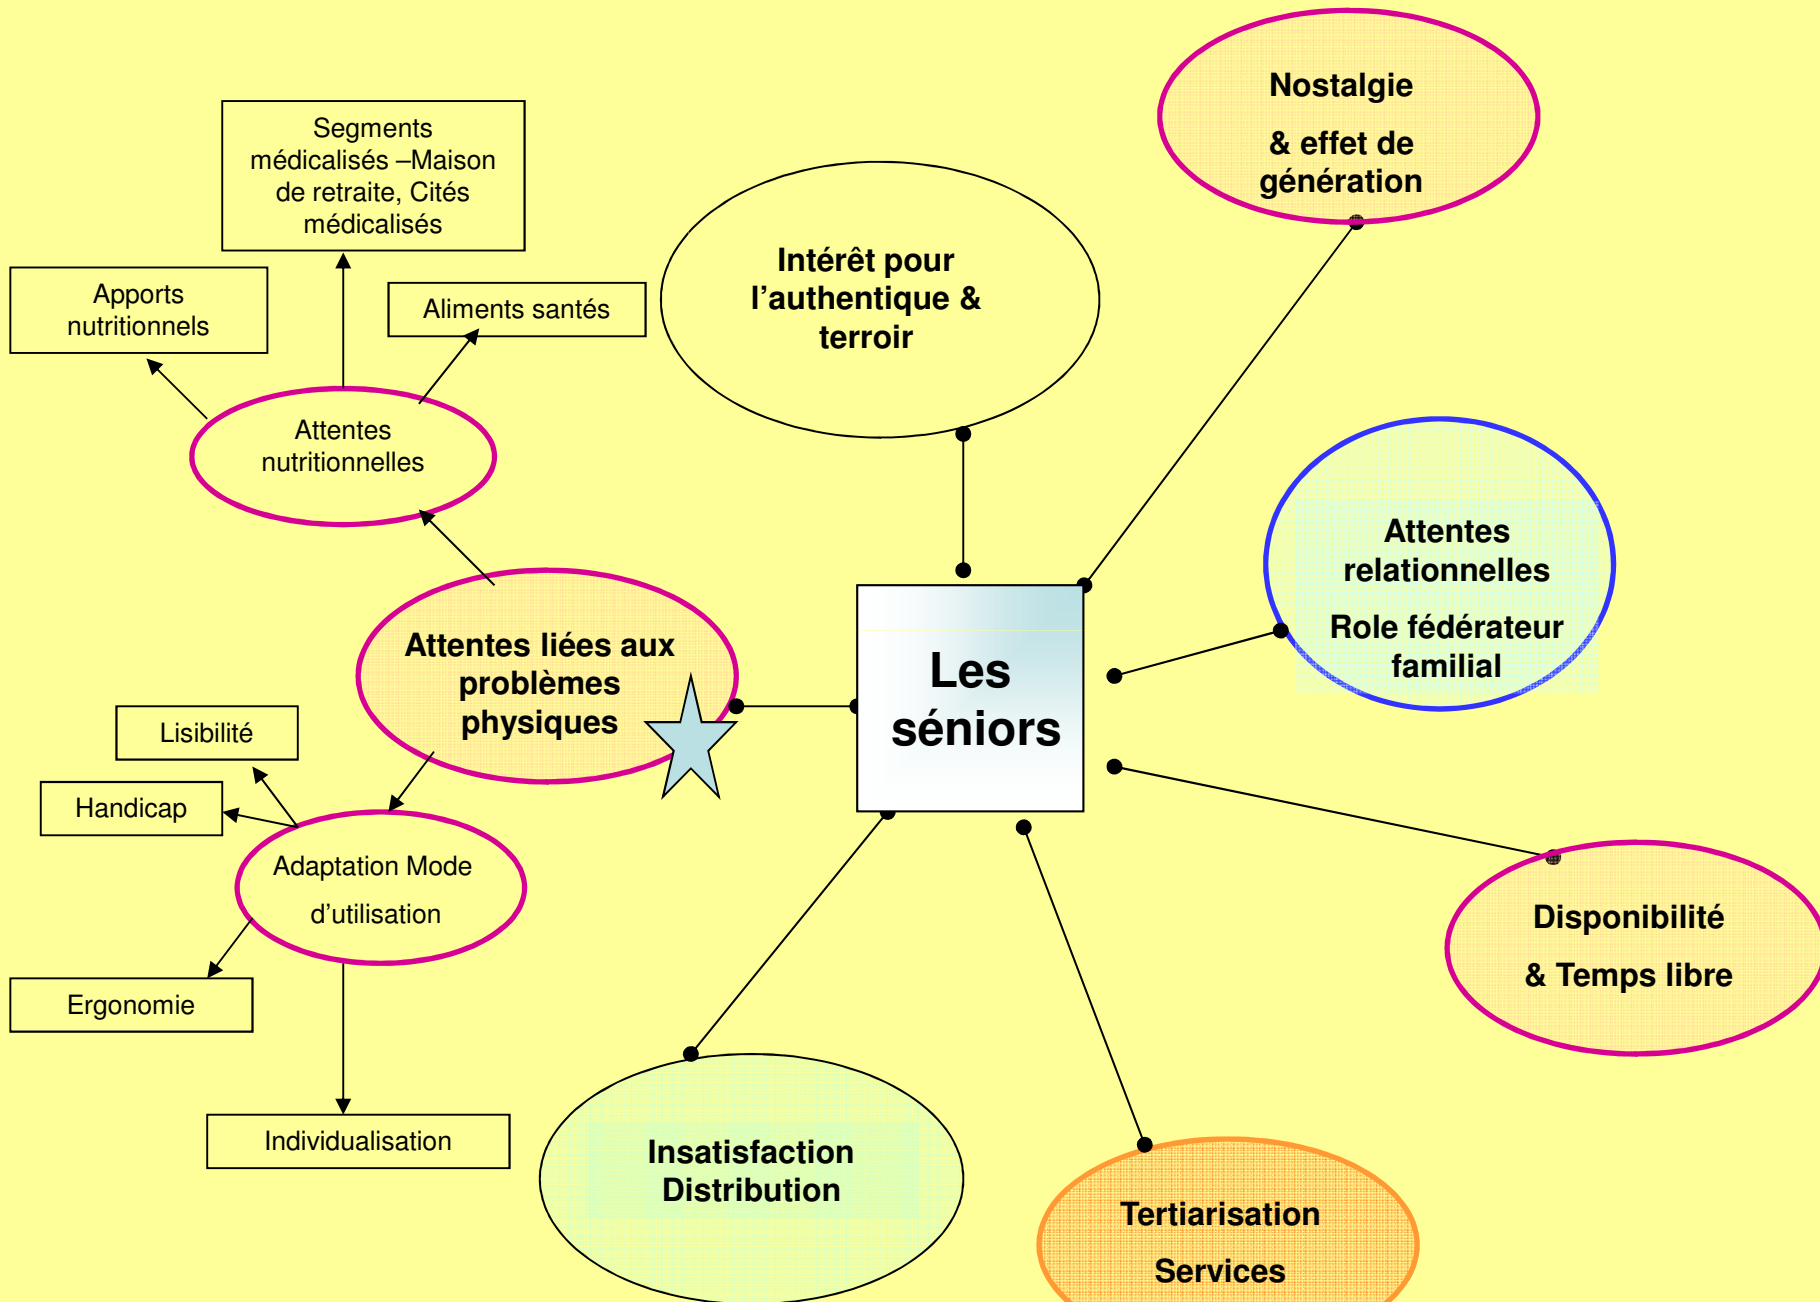 Nostalgie
& effet de
génération
Segments
médicalisés –Maison
de retraite, Cités
médicalisés
Intérêt pour
l'authentique &
terroir
Apports
nutritionnels
Aliments santés
Attentes
nutritionnelles
Attentes
relationnelles
Role fédérateur
familial
Attentes liées aux
problèmes
physiques
Les
séniors
Lisibilité
Handicap
Adaptation Mode
d'utilisation
Disponibilité
& Temps libre
Ergonomie
Individualisation
Insatisfaction
Distribution
Tertiarisation
Services